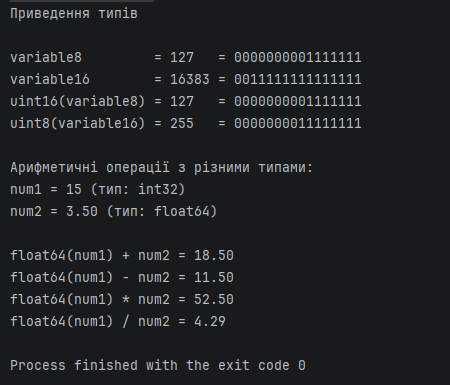 Приведення типів
variable8         = 127   = 0000000001111111
variable16        = 16383 = 0011111111111111
uint16(variable8) = 127   = 0000000001111111
uint8(variable16) = 255   = 0000000011111111
Арифметичні операції з різними типами:
num1 = 15 (тип: int32)
num2 = 3.50 (тип: float64)
float64(num1) + num2 = 18.50
float64(num1) - num2 = 11.50
float64(num1) * num2 = 52.50
float64(num1) / num2 = 4.29
Process finished with the exit code 0